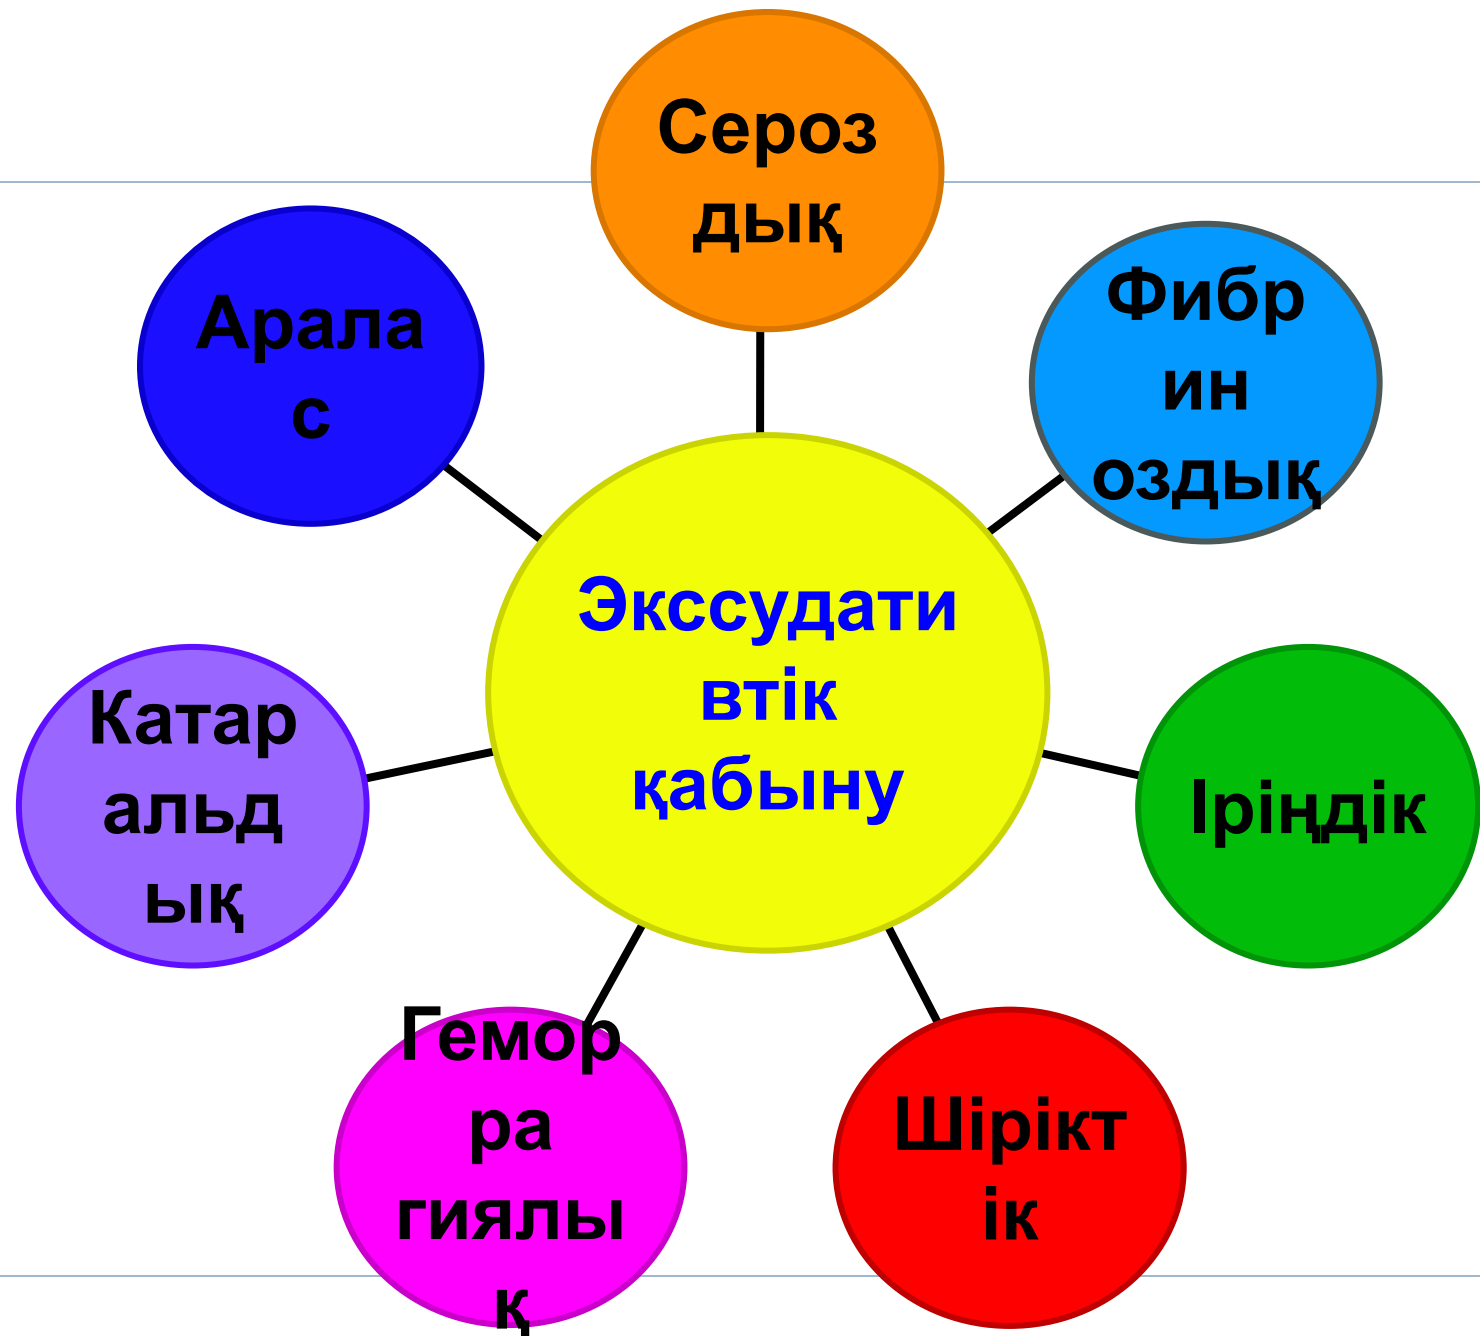 Сероз
дық
Фибр
ин
оздық
Арала
с
Экссудати
втік
қабыну
Катар
альд
ық
Іріңдік
Гемор
ра
гиялы
қ
Шірікт
ік